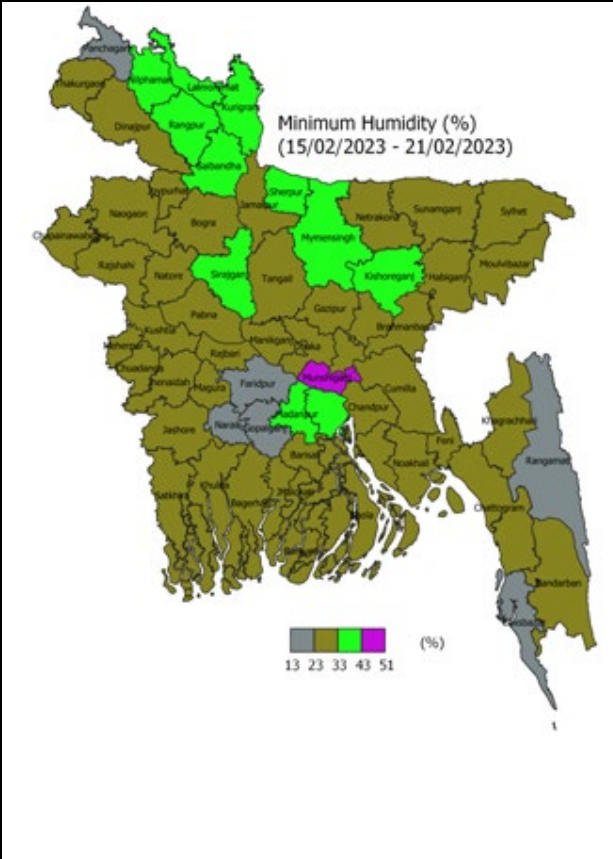 Panchagarh
Thakurgaon
Nilphamari
Lalmonirhat
Kurigram
Dinajpur
Rangpur
Minimum Humidity (%)
(15/02/2023 - 21/02/2023)
Gaibandha
Sherpur
Joypurhat
Jamalpur
Naogaon
Bogra
Netrakona
Sunamganj
Sylhet
Chapainawabganj
Mymensingh
Rajshahi
Natore
Sirajganj
Tangail
Kishoreganj
Habiganj
Moulvibazar
Pabna
Gazipur
Kushtia
Brahmanbaria
Meherpur
Manikganj
Dhaka
Rajbari
Chuadanga
Jhenaidah
Magura
Faridpur
Munshiganj
Cumilla
Narail
Gopalganj
Madaripur
Chandpur
Khagrachhari
Jashore
Feni
Barisal
Noakhali
Rangamati
Satkhira
Khulna
Bagerhat
Bhola
Chattogram
Bandarban
(%)
13 23 33 43 51